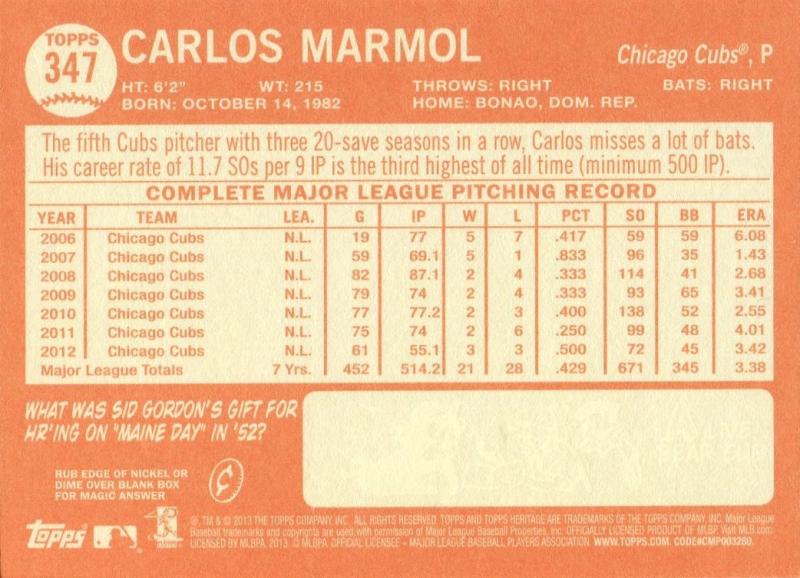 TOPPS
347
CARLOS MARMOL
Chicago Cubs®, P
HT: 6'2" WT: 215 THROWS: RIGHT BATS: RIGHT
BORN: OCTOBER 14, 1982 HOME: BONAO, DOM. REP.
The fifth Cubs pitcher with three 20-save seasons in a row, Carlos misses a lot of bats.
His career rate of 11.7 SOs per 9 IP is the third highest of all time (minimum 500 IP).
COMPLETE MAJOR LEAGUE PITCHING RECORD
YEAR TEAM LEA. G IP W L PCT SO BB ERA
2006 Chicago Cubs N.L. 19 77 5 7 .417 59 59 6.08
2007 Chicago Cubs N.L. 59 69.1 5 1 .833 96 35 1.43
2008 Chicago Cubs N.L. 82 87.1 2 4 .333 114 41 2.68
2009 Chicago Cubs N.L. 79 74 2 4 .333 93 65 3.41
2010 Chicago Cubs N.L. 77 77.2 2 3 .400 138 52 2.55
2011 Chicago Cubs N.L. 75 74 2 6 .250 99 48 4.01
2012 Chicago Cubs N.L. 61 55.1 3 3 .500 72 45 3.42
Major League Totals 7 Yrs. 452 514.2 21 28 .429 671 345 3.38
WHAT WAS SID GORDON'S GIFT FOR
HR'ING ON "MAINE DAY" IN '52?
RUB EDGE OF NICKEL OR
DIME OVER BLANK BOX
FOR MAGIC ANSWER
Topps
®, TM & © 2013 THE TOPPS COMPANY, INC. ALL RIGHTS RESERVED. TOPPS AND TOPPS HERITAGE ARE TRADEMARKS OF THE TOPPS COMPANY, INC. Major League
Baseball trademarks and copyrights are used with permission of Major League Baseball Properties, Inc. OFFICIALLY LICENSED PRODUCT OF MLBP. Visit MLB.com
LICENSED BY MLBPA. 2013 © MLBPA. OFFICIAL LICENSEE – MAJOR LEAGUE BASEBALL PLAYERS ASSOCIATION. WWW.TOPPS.COM. CODE#CMP003280.